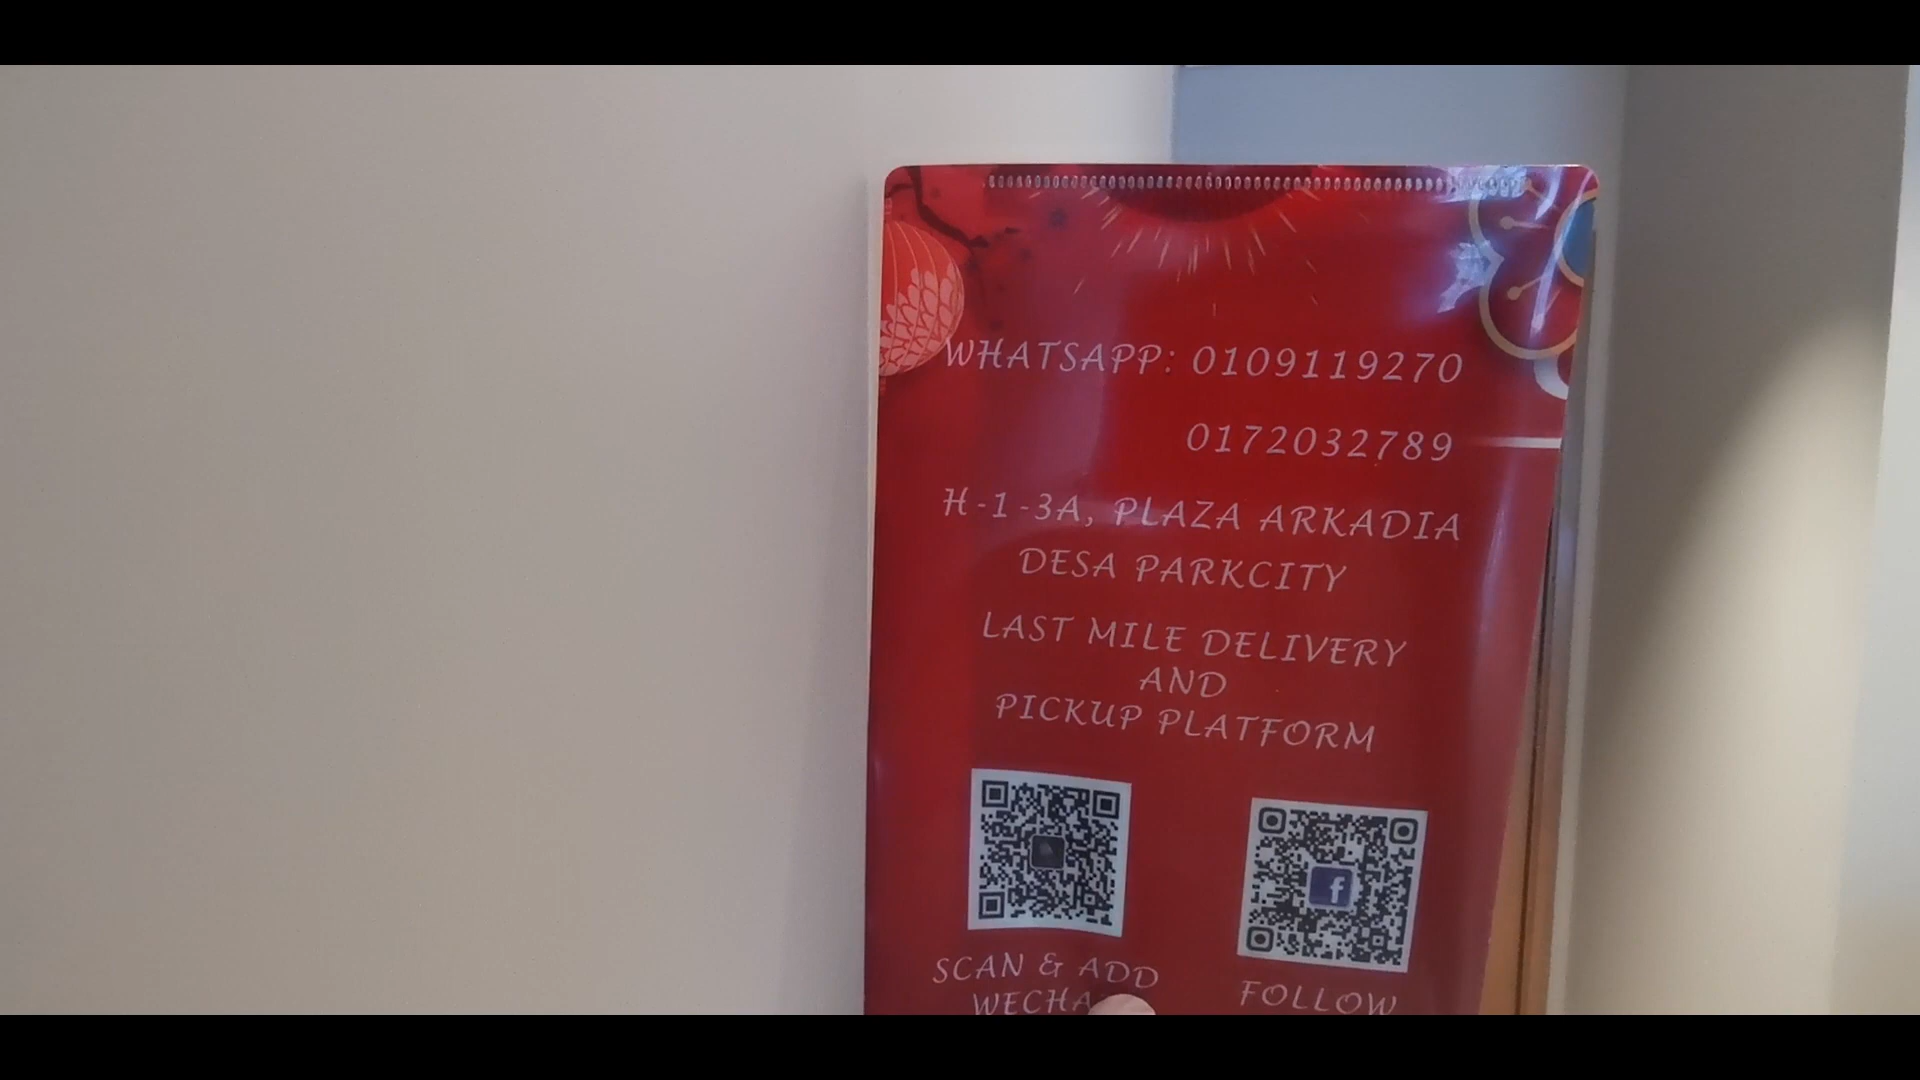 WHATSAPP: 0109119270
0172032789
H-1-3A, PLAZA ARKADIA
DESA PARKCITY
LAST MILE DELIVERY
AND
PICKUP PLATFORM
f
SCAN & ADD
FOLLOW